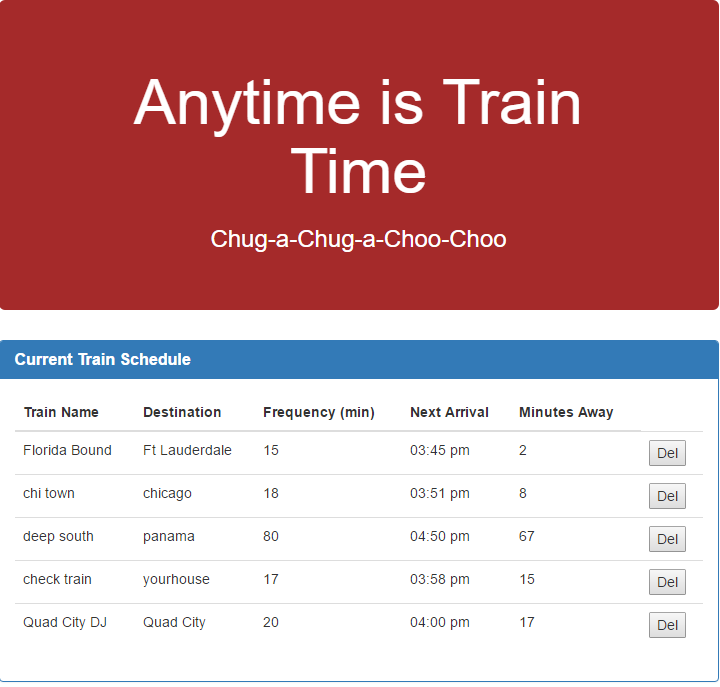 Anytime is Train
Time
Chug-a-Chug-a-Choo-Choo
Current Train Schedule
Train Name Destination Frequency (min) Next Arrival Minutes Away
Florida Bound Ft Lauderdale 15 03:45 pm 2 Del
chi town chicago 18 03:51 pm 8 Del
deep south panama 80 04:50 pm 67 Del
check train yourhouse 17 03:58 pm 15 Del
Quad City DJ Quad City 20 04:00 pm 17 Del